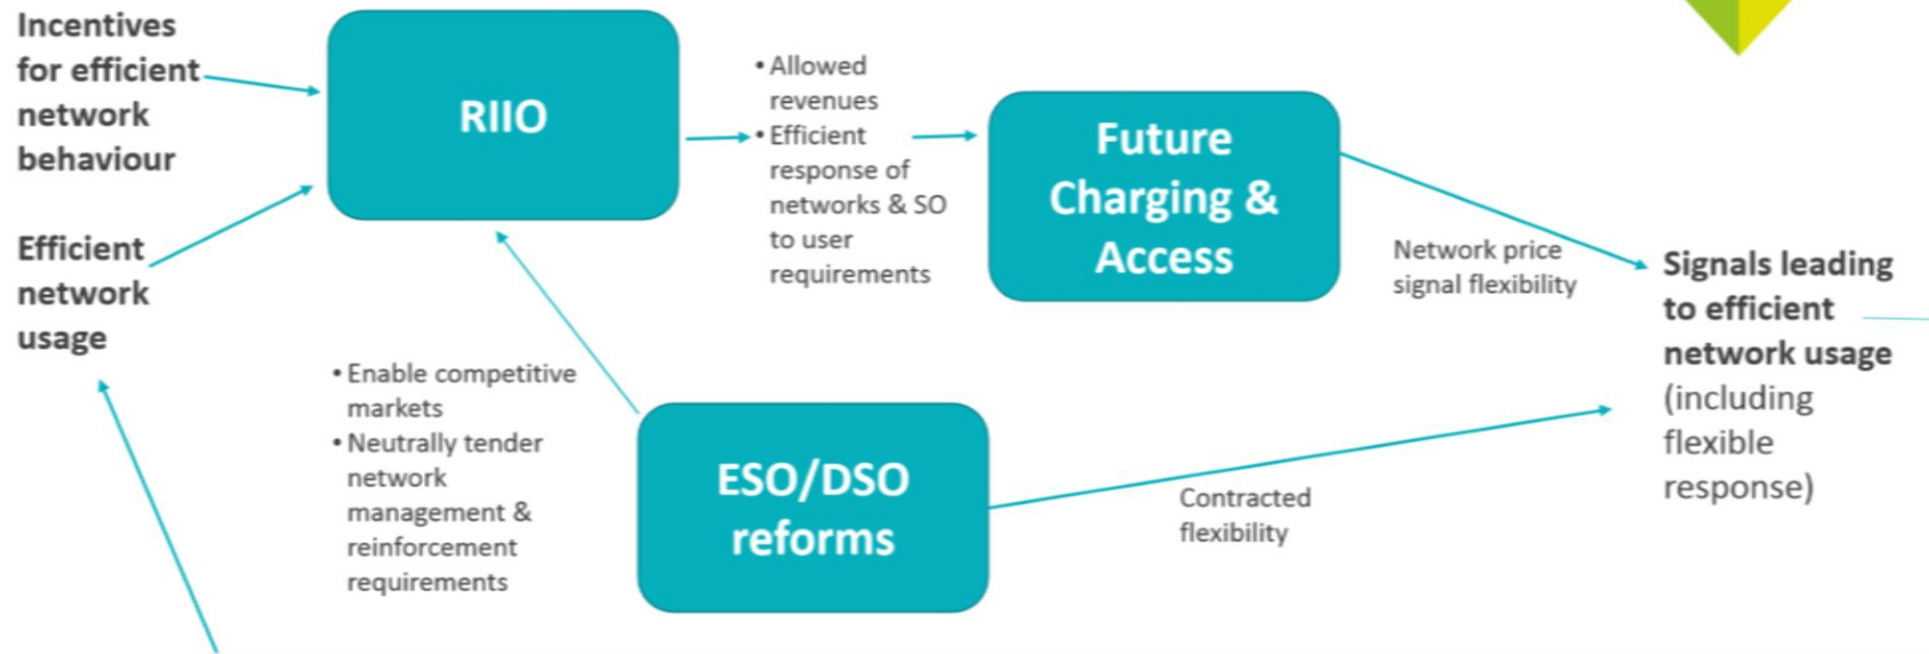 Incentives
for efficient
network
behaviour
Efficient
network
usage
RIIO
• Allowed
revenues
• Efficient
response of
networks & SO
to user
requirements
Future
Charging &
Access
Network price
signal flexibility
Signals leading
to efficient
network usage
(including
flexible
response)
• Enable competitive
markets
• Neutrally tender
network
management &
reinforcement
requirements
ESO/DSO
reforms
Contracted
flexibility